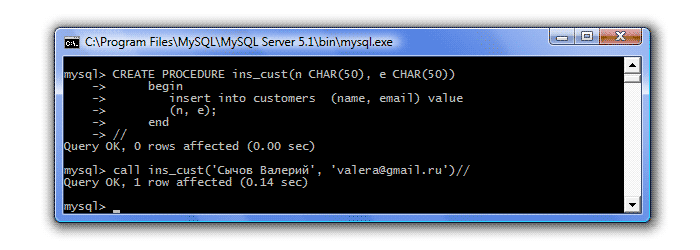 C:\Program Files\MySQL\MySQL Server 5.1\bin\mysql.exe
mysql> CREATE PROCEDURE ins_cust(n CHAR(50), e CHAR(50))
    ->      begin
    ->         insert into customers  (name, email) value
    ->         (n, e);
    ->      end
    -> //
Query OK, 0 rows affected (0.00 sec)
mysql> call ins_cust('Сычов Валерий', 'valera@gmail.ru')//
Query OK, 1 row affected (0.14 sec)
mysql> _